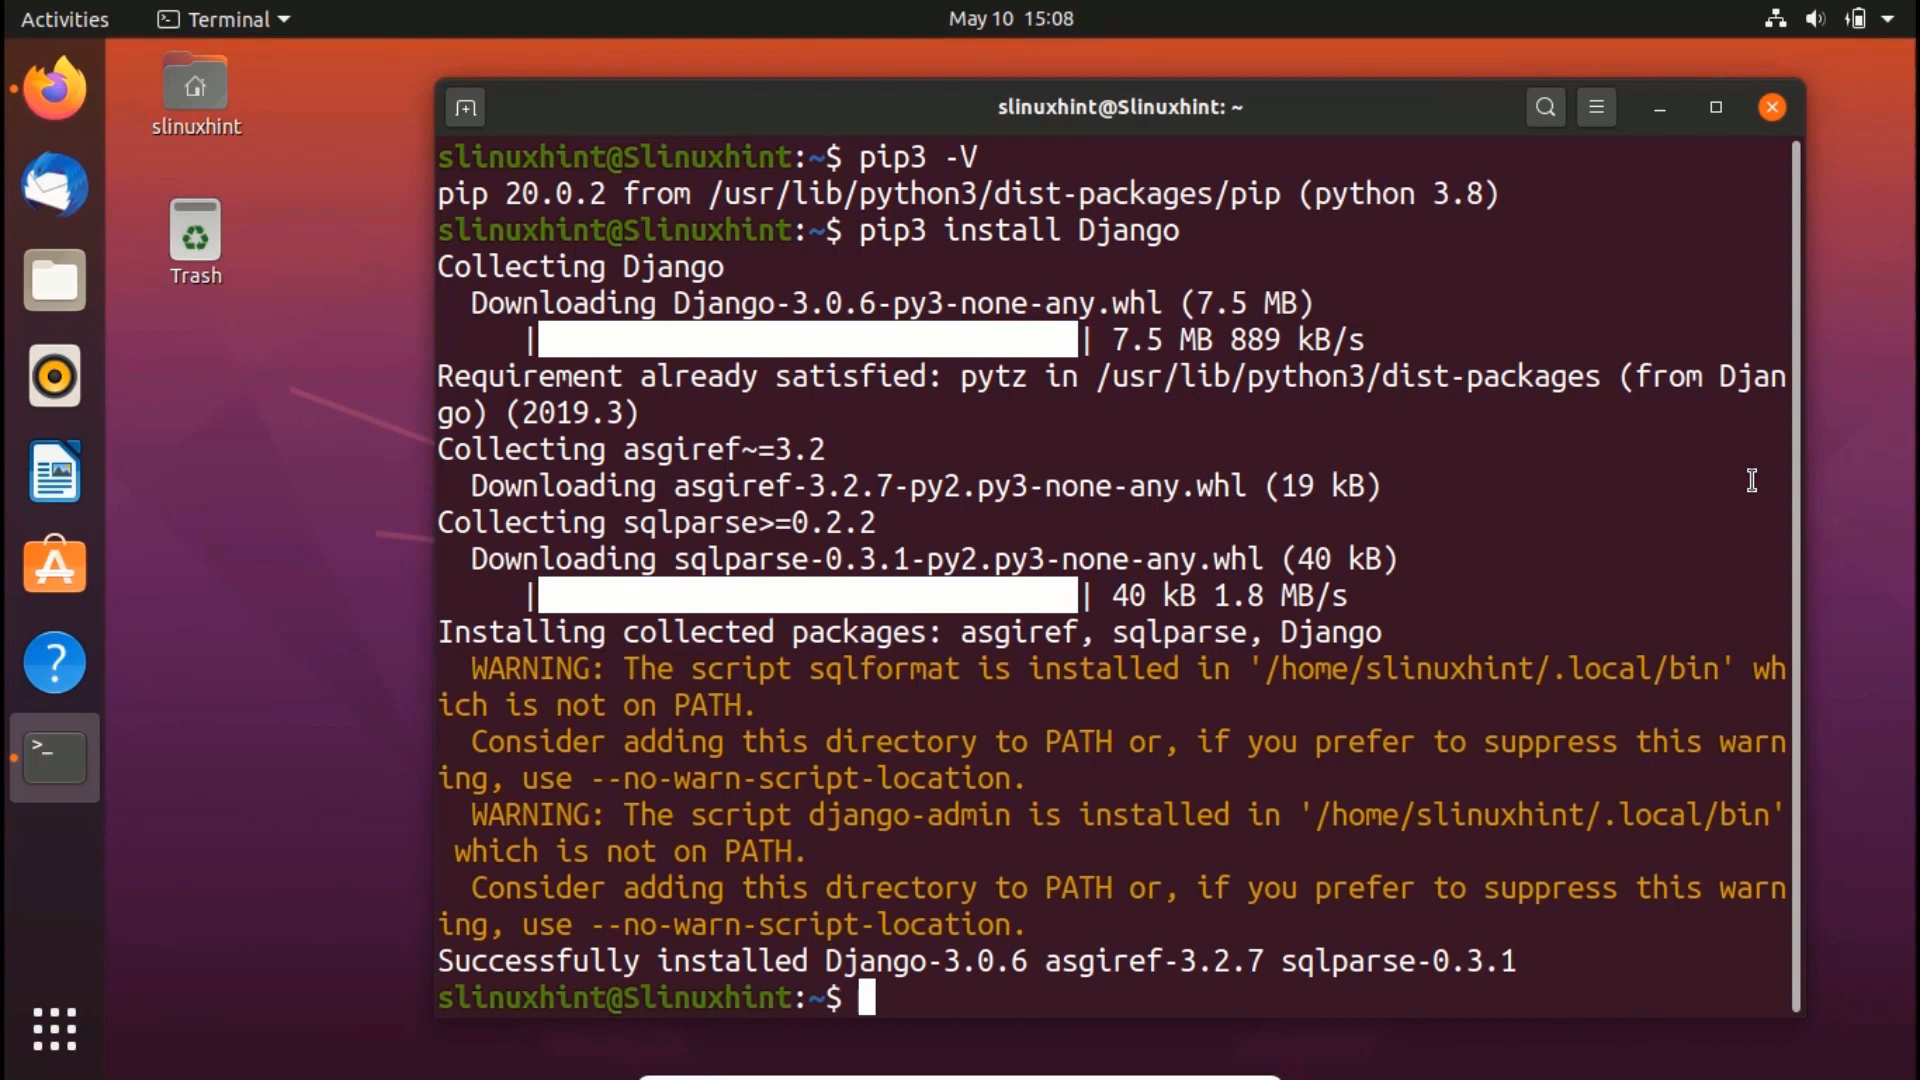 Activities
Terminal
May 10 15:08
slinuxhint
Trash
slinuxhint@Slinuxhint: ~
slinuxhint@Slinuxhint:~$ pip3 -V
pip 20.0.2 from /usr/lib/python3/dist-packages/pip (python 3.8)
slinuxhint@Slinuxhint:~$ pip3 install Django
Collecting Django
  Downloading Django-3.0.6-py3-none-any.whl (7.5 MB)
     |                                | 7.5 MB 889 kB/s
Requirement already satisfied: pytz in /usr/lib/python3/dist-packages (from Djan
go) (2019.3)
Collecting asgiref~=3.2
  Downloading asgiref-3.2.7-py2.py3-none-any.whl (19 kB)
Collecting sqlparse>=0.2.2
  Downloading sqlparse-0.3.1-py2.py3-none-any.whl (40 kB)
     |                                | 40 kB 1.8 MB/s
Installing collected packages: asgiref, sqlparse, Django
  WARNING: The script sqlformat is installed in '/home/slinuxhint/.local/bin' wh
ich is not on PATH.
  Consider adding this directory to PATH or, if you prefer to suppress this warn
ing, use --no-warn-script-location.
  WARNING: The script django-admin is installed in '/home/slinuxhint/.local/bin'
 which is not on PATH.
  Consider adding this directory to PATH or, if you prefer to suppress this warn
ing, use --no-warn-script-location.
Successfully installed Django-3.0.6 asgiref-3.2.7 sqlparse-0.3.1
slinuxhint@Slinuxhint:~$